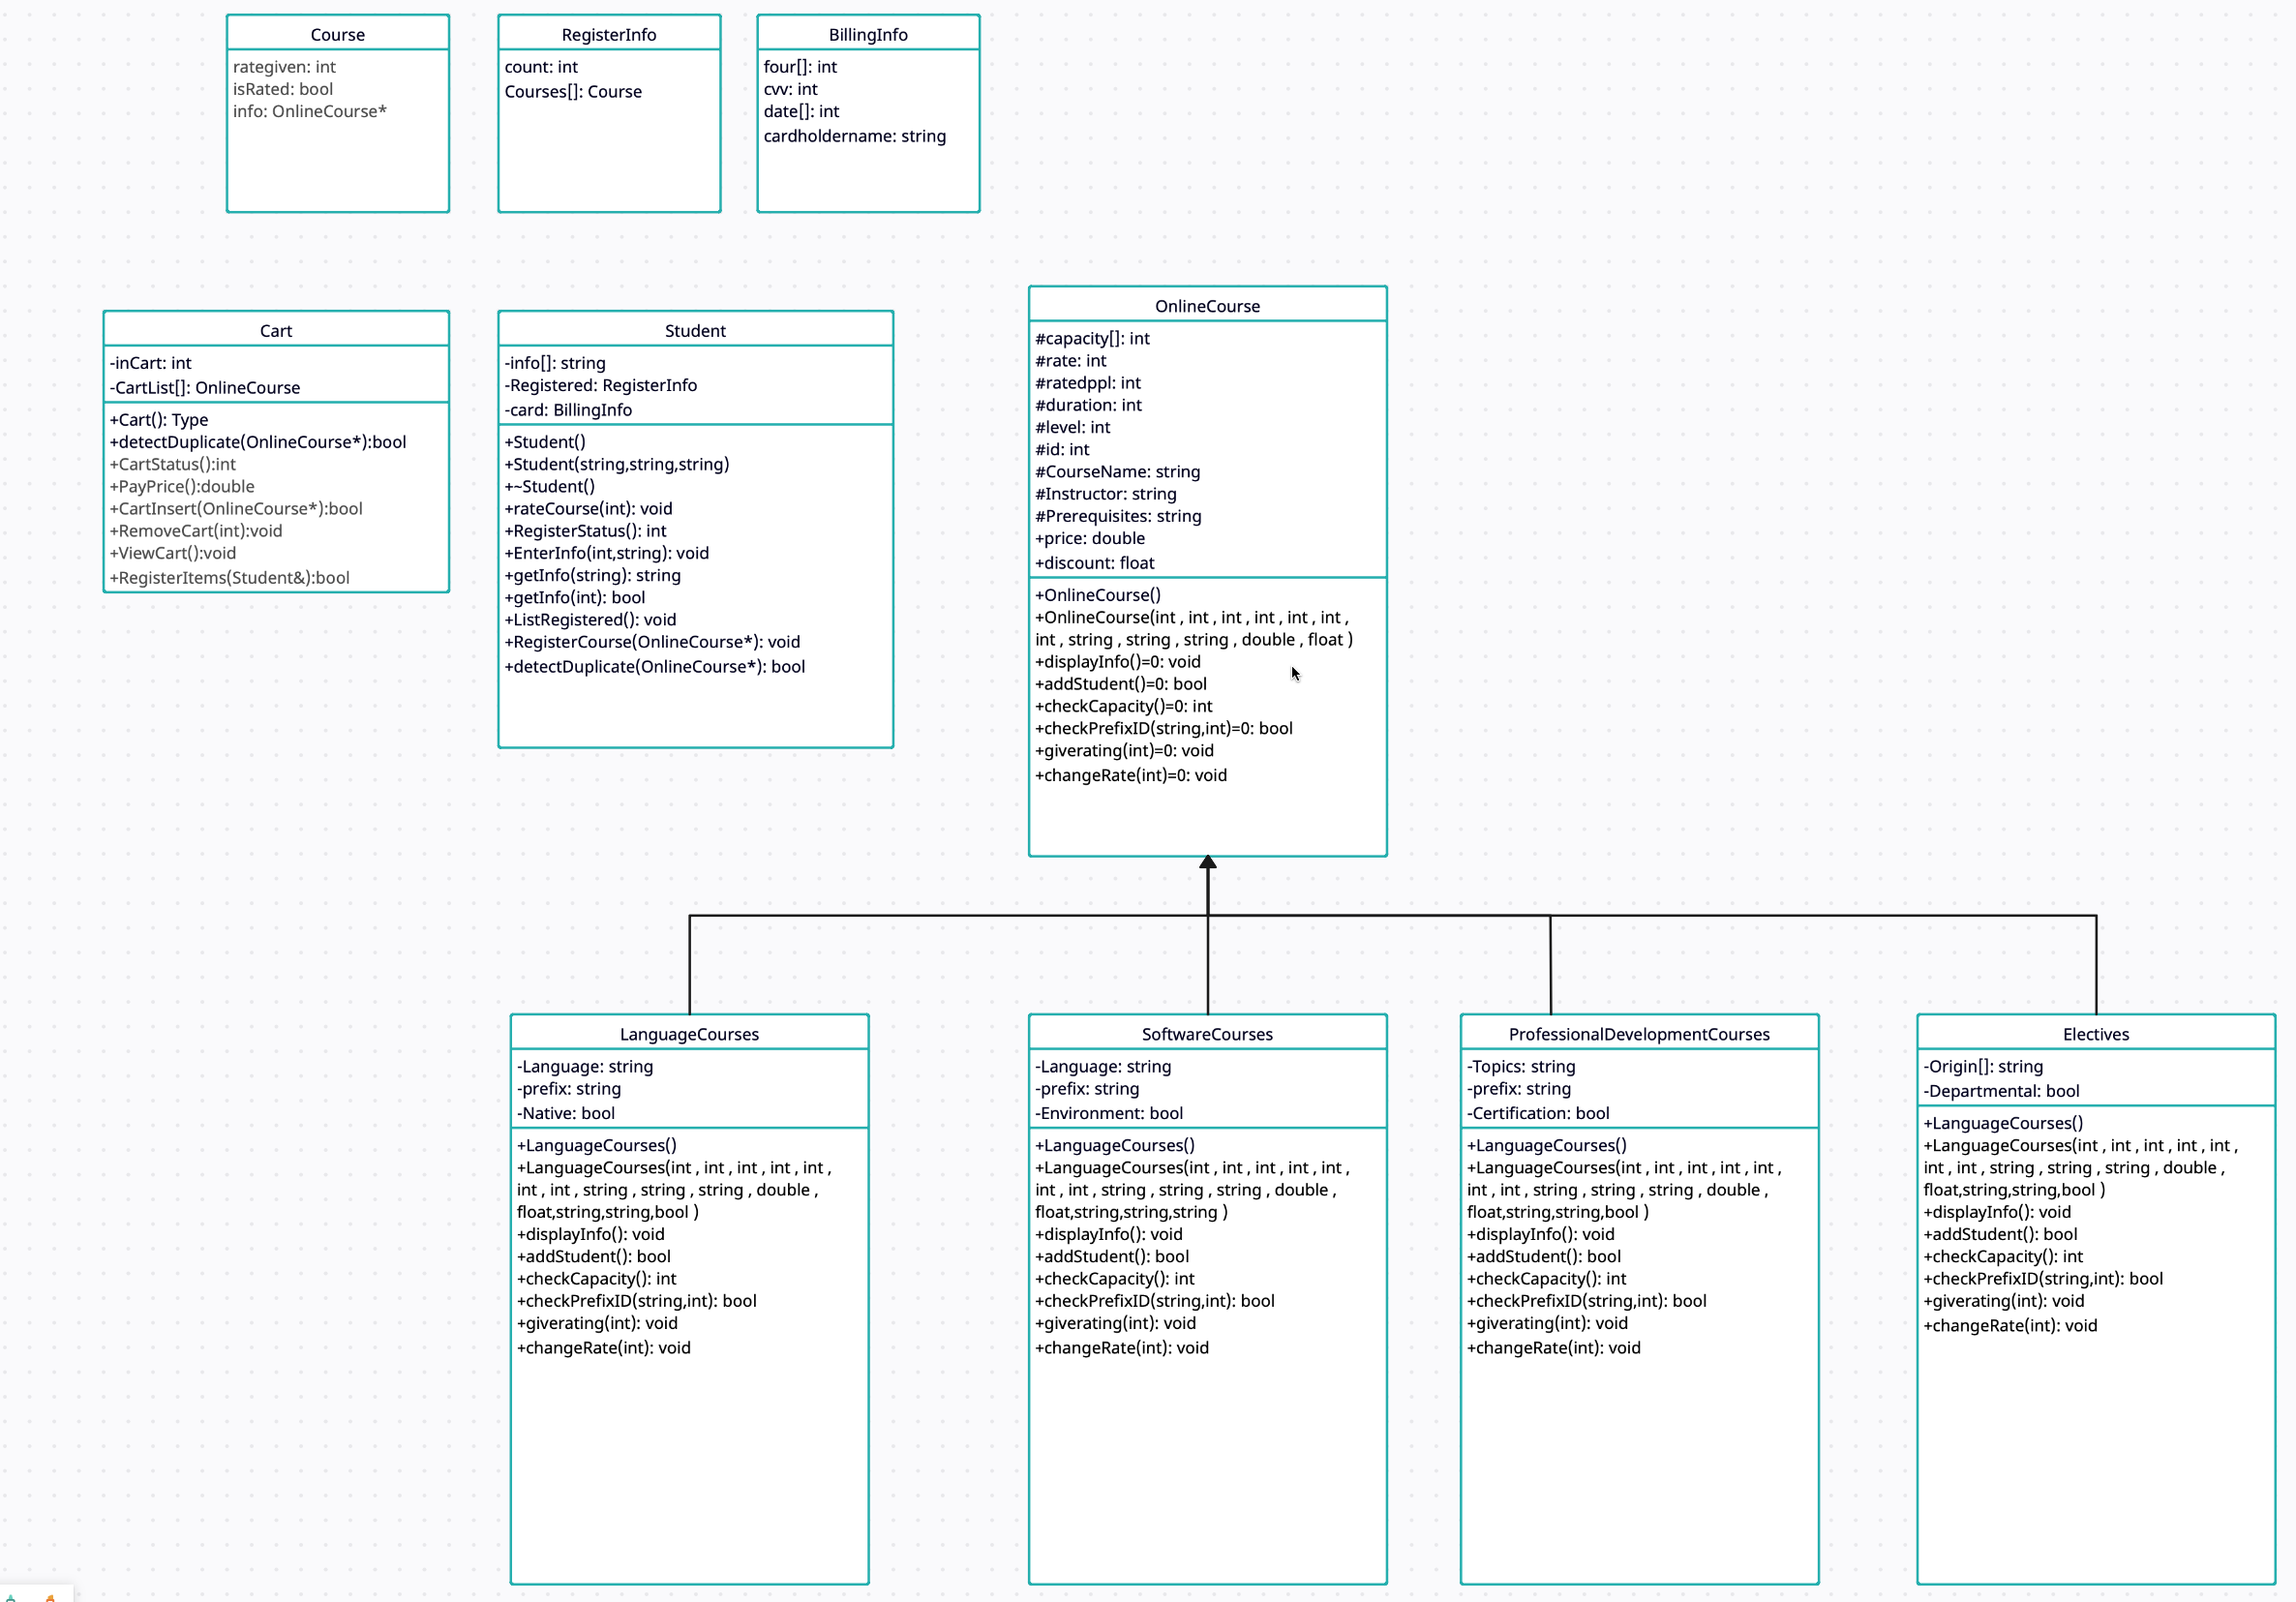 Course
rategiven: int
isRated: bool
info: OnlineCourse*
RegisterInfo
count: int
Courses[]: Course
BillingInfo
four[]: int
cvv: int
date[]: int
cardholdername: string
Cart
-inCart: int
-CartList[]: OnlineCourse
+Cart(): Type
+detectDuplicate(OnlineCourse*):bool
+CartStatus():int
+PayPrice():double
+CartInsert(OnlineCourse*):bool
+RemoveCart(int):void
+ViewCart():void
+RegisterItems(Student&):bool
Student
-info[]: string
-Registered: RegisterInfo
-card: BillingInfo
+Student()
+Student(string,string,string)
+~Student()
+rateCourse(int): void
+RegisterStatus(): int
+EnterInfo(int,string): void
+getInfo(string): string
+getInfo(int): bool
+ListRegistered(): void
+RegisterCourse(OnlineCourse*): void
+detectDuplicate(OnlineCourse*): bool
OnlineCourse
#capacity[]: int
#rate: int
#ratedppl: int
#duration: int
#level: int
#id: int
#CourseName: string
#Instructor: string
#Prerequisites: string
+price: double
+discount: float
+OnlineCourse()
+OnlineCourse(int , int , int , int , int , int ,
int , string , string , string , double , float )
+displayInfo()=0: void
+addStudent()=0: bool
+checkCapacity()=0: int
+checkPrefixID(string,int)=0: bool
+giverating(int)=0: void
+changeRate(int)=0: void
LanguageCourses
-Language: string
-prefix: string
-Native: bool
+LanguageCourses()
+LanguageCourses(int , int , int , int , int ,
int , int , string , string , string , double ,
float,string,string,bool )
+displayInfo(): void
+addStudent(): bool
+checkCapacity(): int
+checkPrefixID(string,int): bool
+giverating(int): void
+changeRate(int): void
SoftwareCourses
-Language: string
-prefix: string
-Environment: bool
+LanguageCourses()
+LanguageCourses(int , int , int , int , int ,
int , int , string , string , string , double ,
float,string,string,string )
+displayInfo(): void
+addStudent(): bool
+checkCapacity(): int
+checkPrefixID(string,int): bool
+giverating(int): void
+changeRate(int): void
ProfessionalDevelopmentCourses
-Topics: string
-prefix: string
-Certification: bool
+LanguageCourses()
+LanguageCourses(int , int , int , int , int ,
int , int , string , string , string , double ,
float,string,string,bool )
+displayInfo(): void
+addStudent(): bool
+checkCapacity(): int
+checkPrefixID(string,int): bool
+giverating(int): void
+changeRate(int): void
Electives
-Origin[]: string
-Departmental: bool
+LanguageCourses()
+LanguageCourses(int , int , int , int , int ,
int , int , string , string , string , double ,
float,string,string,bool )
+displayInfo(): void
+addStudent(): bool
+checkCapacity(): int
+checkPrefixID(string,int): bool
+giverating(int): void
+changeRate(int): void